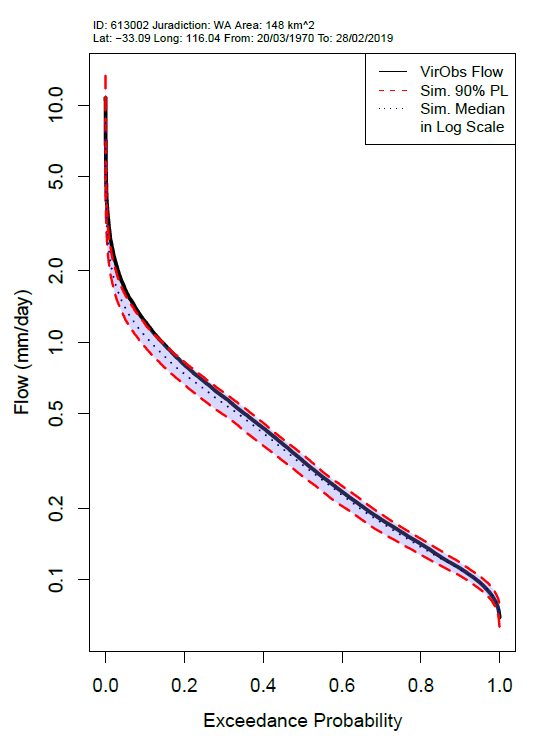 ID: 613002 Juradiction: WA Area: 148 km^2
Lat: −33.09 Long: 116.04 From: 20/03/1970 To: 28/02/2019
VirObs Flow
Sim. 90% PL
Sim. Median
in Log Scale
10.0
5.0
2.0
1.0
0.5
0.2
0.1
Flow (mm/day)
0.0 0.2 0.4 0.6 0.8 1.0
Exceedance Probability